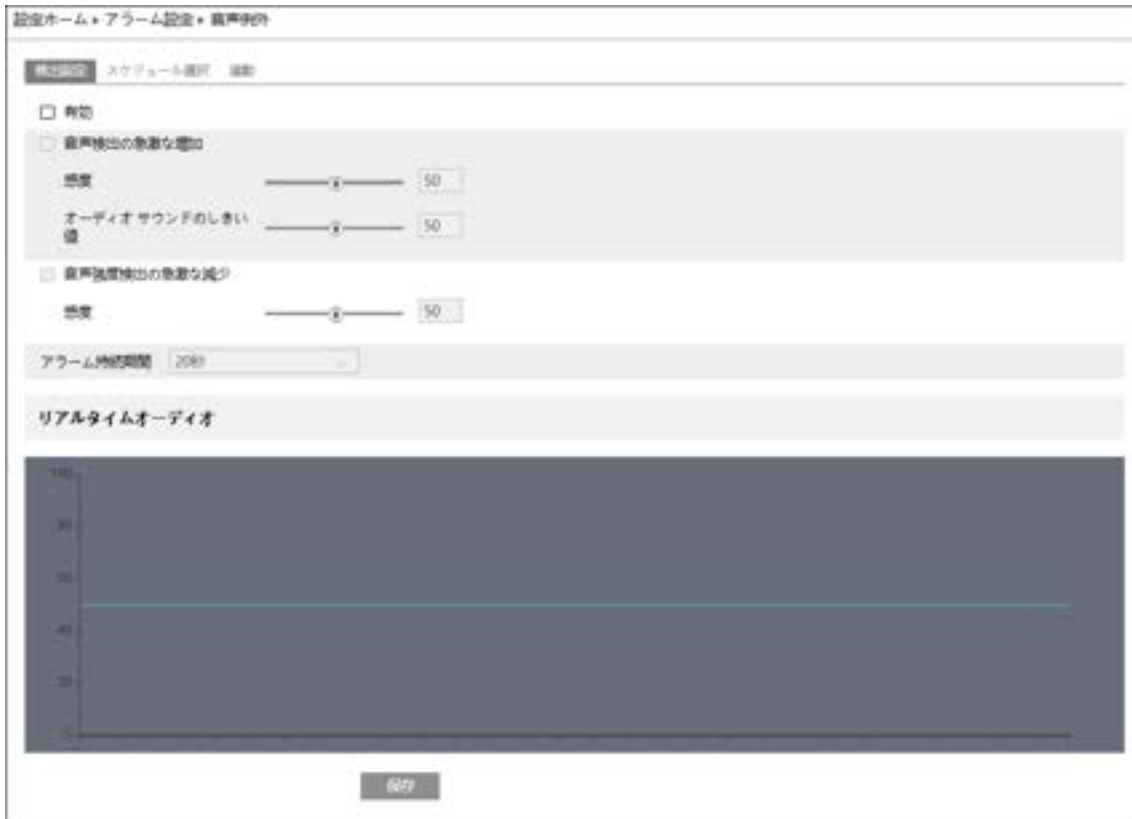 設定ホーム▸アラーム設定▸音声例外
検出設定 スケジュール選択 連動
有効
音声検出の急激な増加
感度 50
オーディオ サウンドのしきい
値 50
音声強度検出の急激な減少
感度 50
アラーム持続期間 20秒
リアルタイムオーディオ
100
80
60
40
20
0
保存